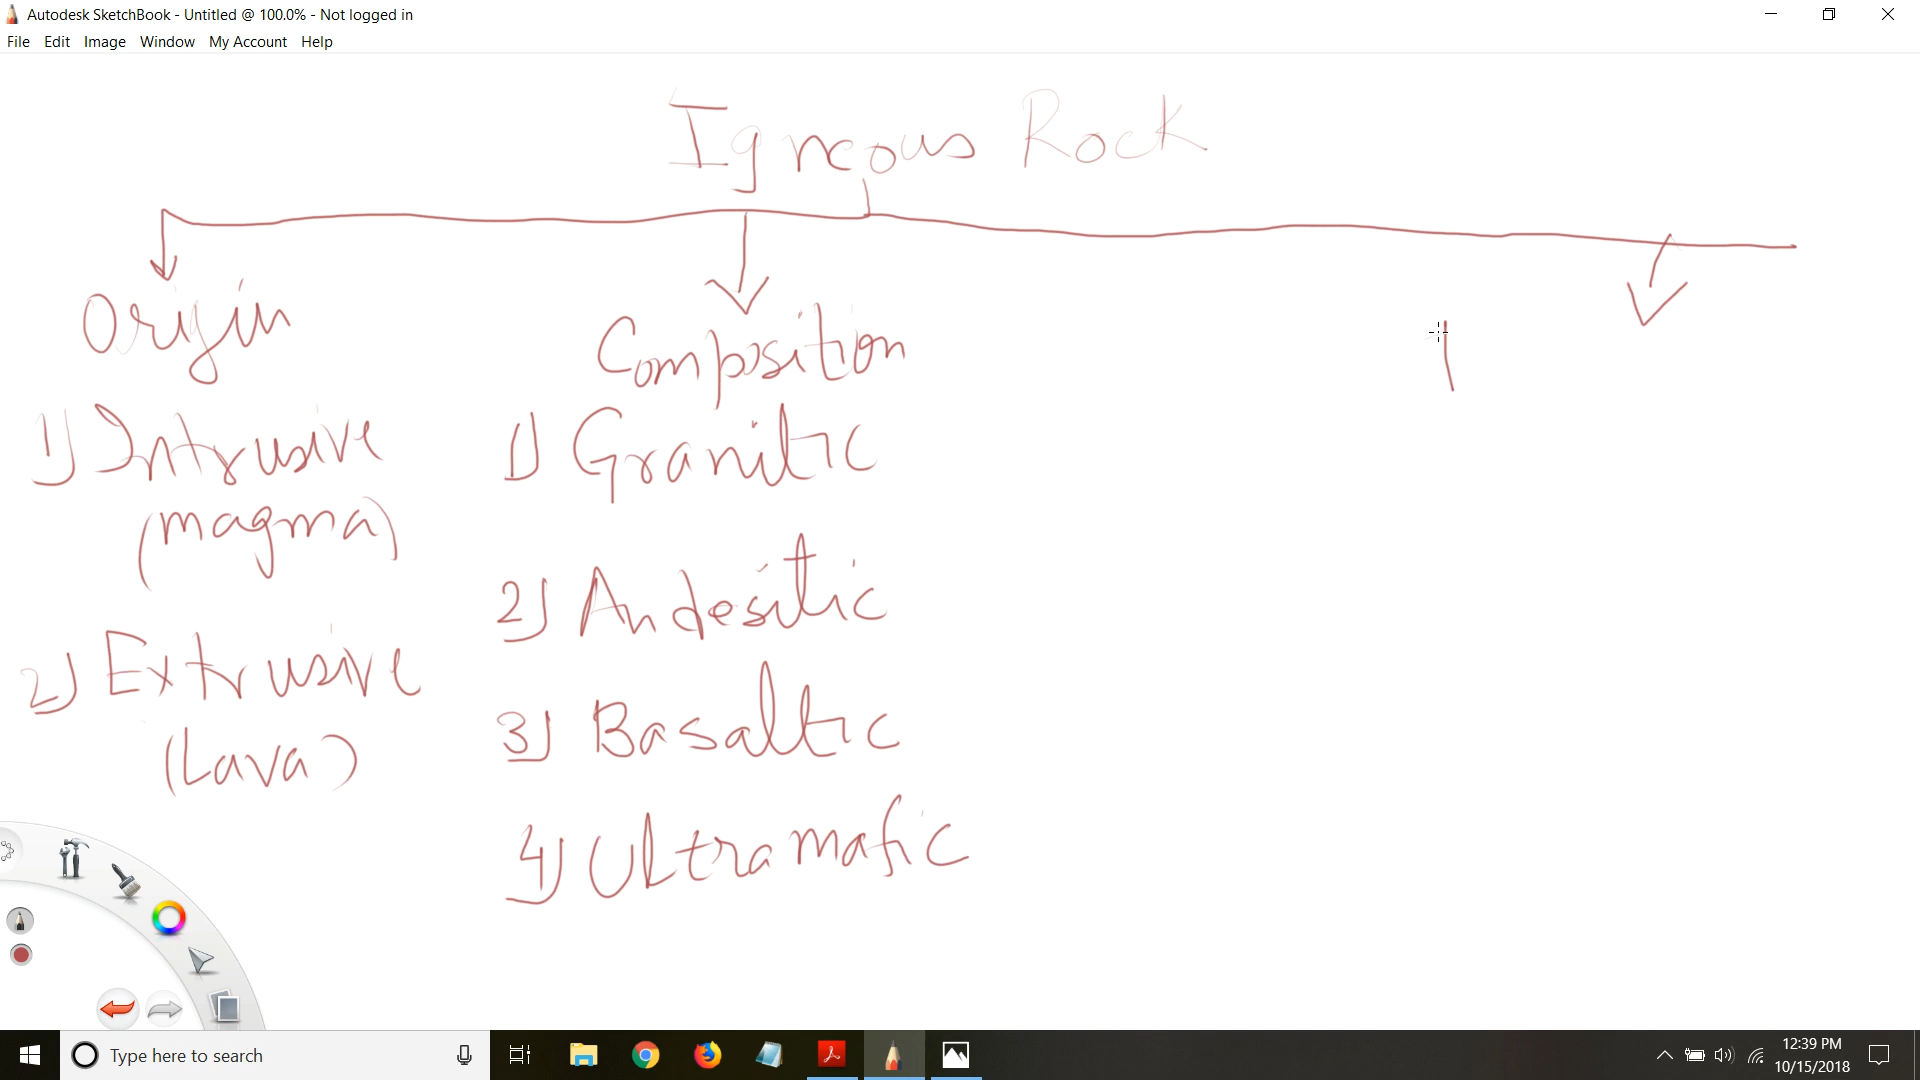 Autodesk SketchBook - Untitled @ 100.0% - Not logged in
File Edit Image Window My Account Help
Igneous Rock
Origin
Composition
1) Intrusive
(magma)
2) Extrusive
(Lava)
1) Granitic
2) Andesitic
3) Basaltic
4) Ultramafic
Type here to search
12:39 PM
10/15/2018